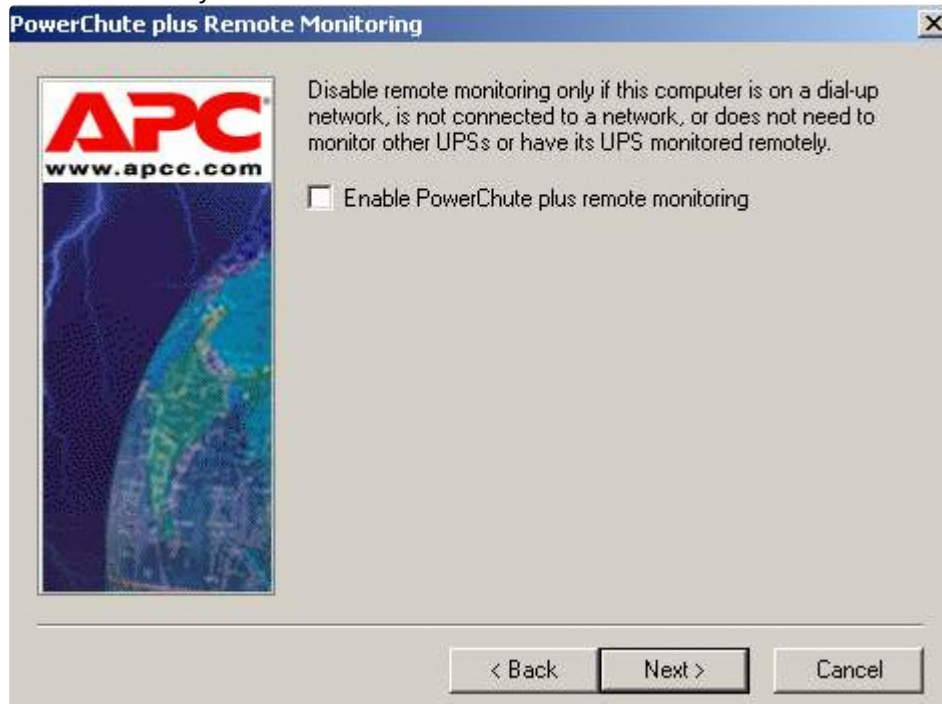 PowerChute plus Remote Monitoring
APC
www.apcc.com
Disable remote monitoring only if this computer is on a dial-up
network, is not connected to a network, or does not need to
monitor other UPSs or have its UPS monitored remotely.
Enable PowerChute plus remote monitoring
< Back
Next >
Cancel